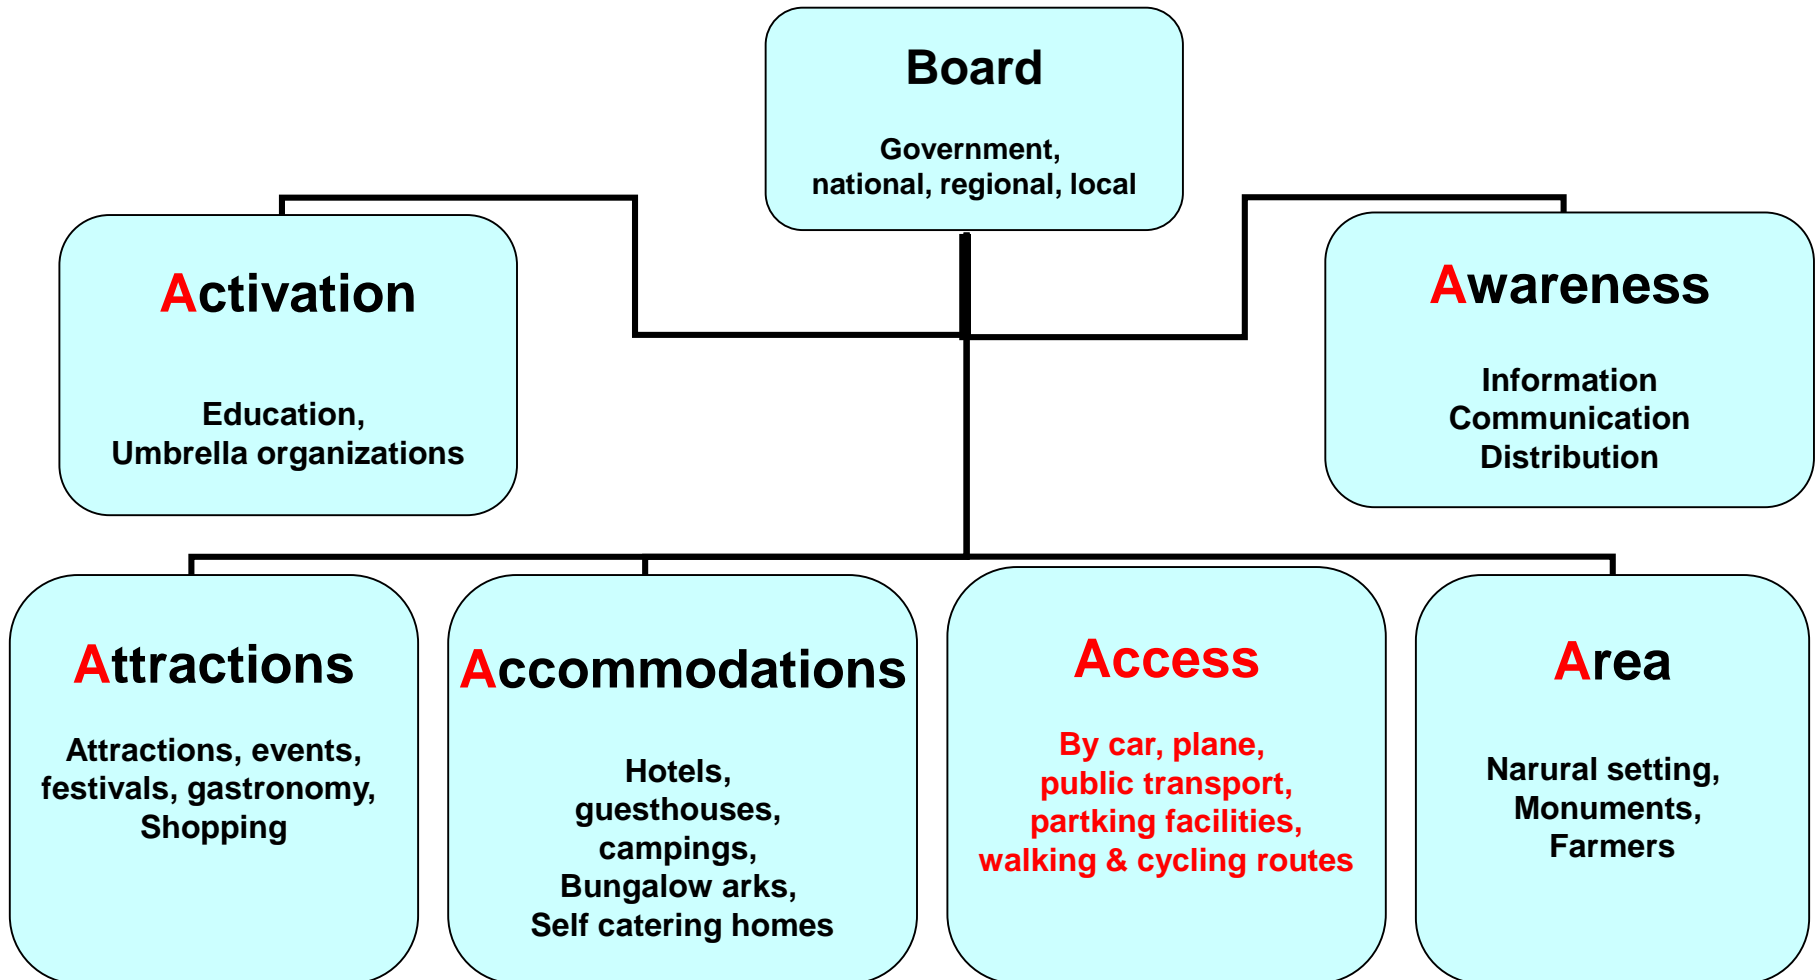 Board
Government,
national, regional, local
Activation
Education,
Umbrella organizations
Awareness
Information
Communication
Distribution
Attractions
Attractions, events,
festivals, gastronomy,
Shopping
Accommodations
Hotels,
guesthouses,
campings,
Bungalow arks,
Self catering homes
Access
By car, plane,
public transport,
partking facilities,
walking & cycling routes
Area
Narural setting,
Monuments,
Farmers